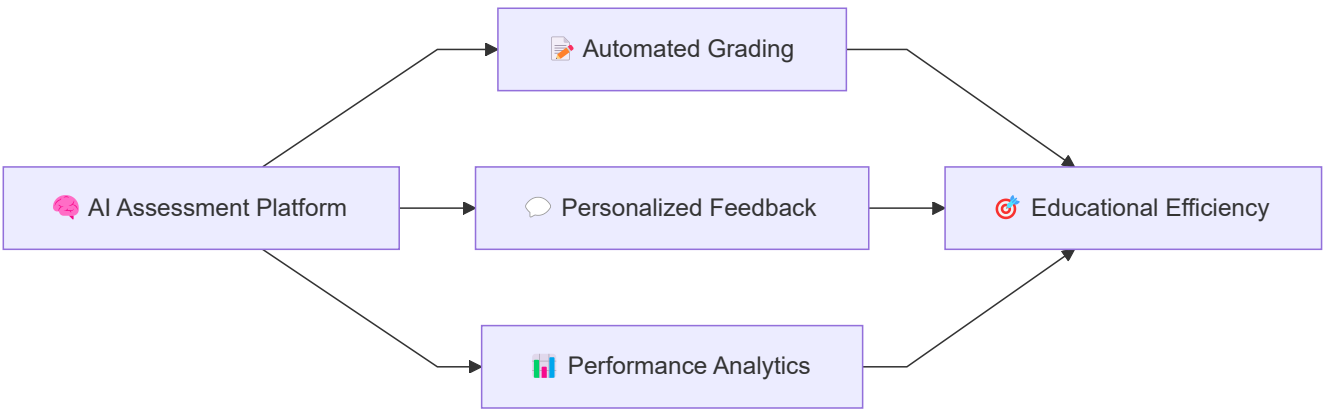 📝 Automated Grading
🧠 AI Assessment Platform
💬 Personalized Feedback
🎯 Educational Efficiency
📊 Performance Analytics